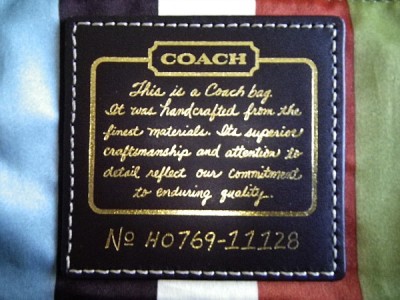 COACH
This is a Coach bag.
It was handcrafted from the
finest materials. Its superior
craftsmanship and attention to
detail reflect our commitment
to enduring quality.
No H0769-11128